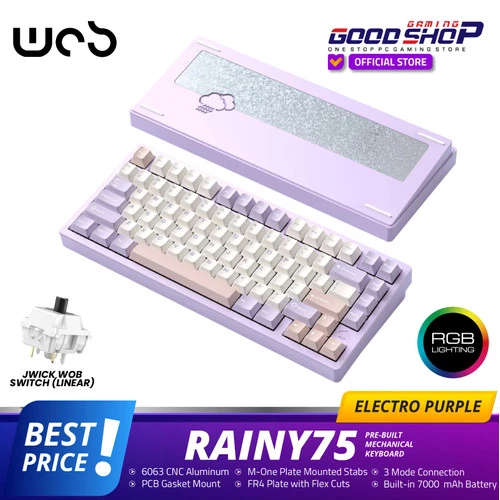 wob
GAMING
GOOD SHOP
ONE STOP PC GAMING STORE
OFFICIAL STORE
JWICK WOB
SWITCH (LINEAR)
RGB
LIGHTING
ELECTRO PURPLE
BEST
PRICE!
RAINY75
PRE-BUILT
MECHANICAL
KEYBOARD
• 6063 CNC Aluminum • M-One Plate Mounted Stabs • 3 Mode Connection
• PCB Gasket Mount • FR4 Plate with Flex Cuts • Built-in 7000 mAh Battery